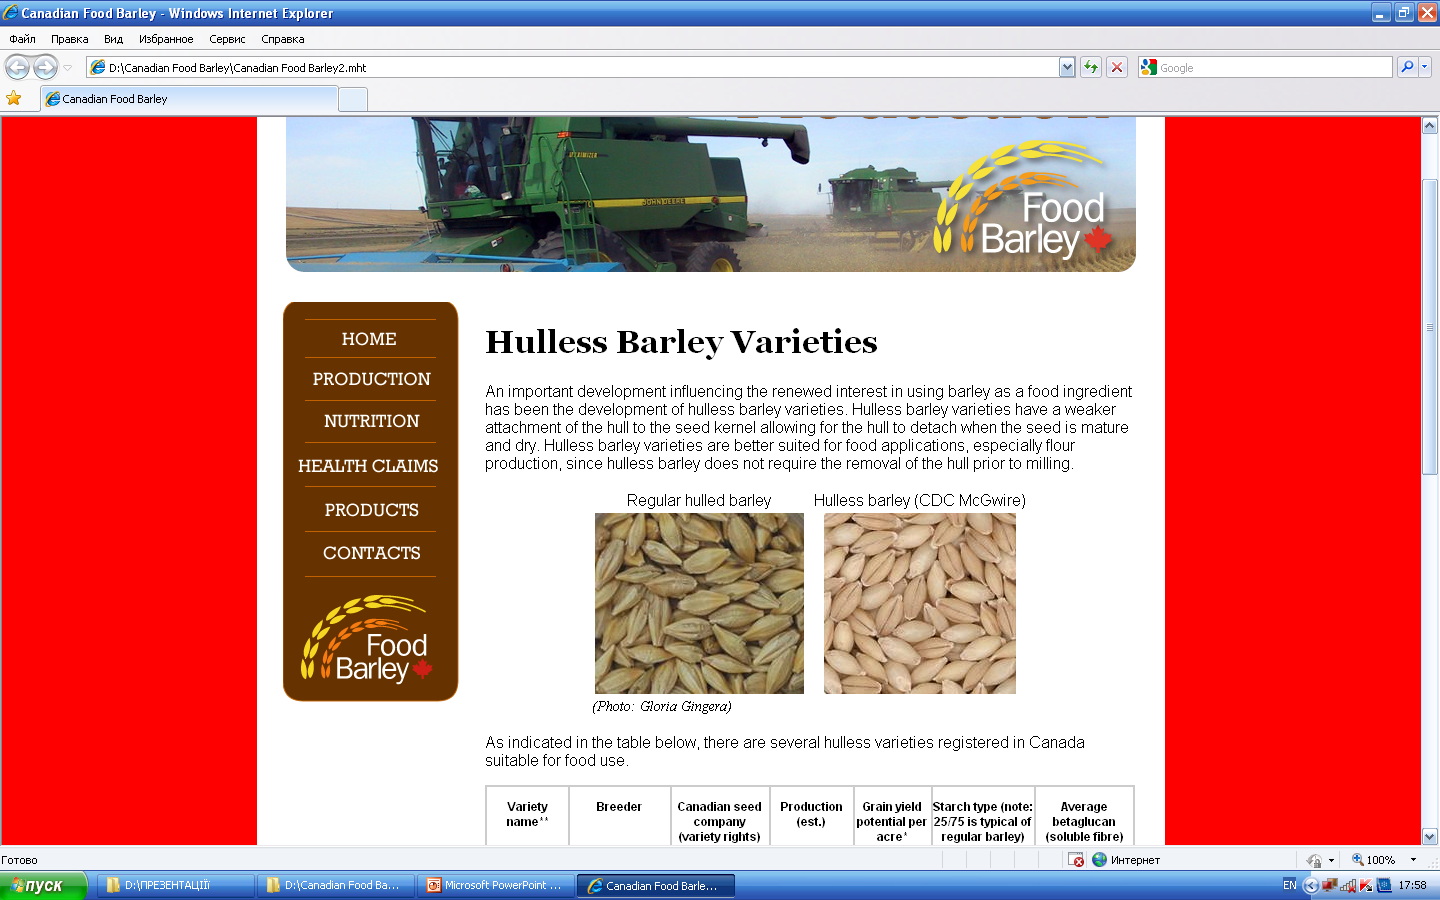 Canadian Food Barley - Windows Internet Explorer
Файл Правка Вид Избранное Сервис Справка
D:\Canadian Food Barley\Canadian Food Barley2.mht
Google
Canadian Food Barley
JOHN DEERE
Food
Barley
HOME
PRODUCTION
NUTRITION
HEALTH CLAIMS
PRODUCTS
CONTACTS
Food
Barley
Hulless Barley Varieties
An important development influencing the renewed interest in using barley as a food ingredient
has been the development of hulless barley varieties. Hulless barley varieties have a weaker
attachment of the hull to the seed kernel allowing for the hull to detach when the seed is mature
and dry. Hulless barley varieties are better suited for food applications, especially flour
production, since hulless barley does not require the removal of the hull prior to milling.
Regular hulled barley Hulless barley (CDC McGwire)
(Photo: Gloria Gingera)
As indicated in the table below, there are several hulless varieties registered in Canada
suitable for food use.
Variety Breeder Canadian seed Production Grain yield Starch type (note: Average
name** company (est.) potential per 25/75 is typical of betaglucan
(variety rights) acre* regular barley) (soluble fibre)
Готово Интернет 100%
пуск D:\ПРЕЗЕНТАЦІЇ D:\Canadian Food Ba... Microsoft PowerPoint ... Canadian Food Barle... EN 17:58